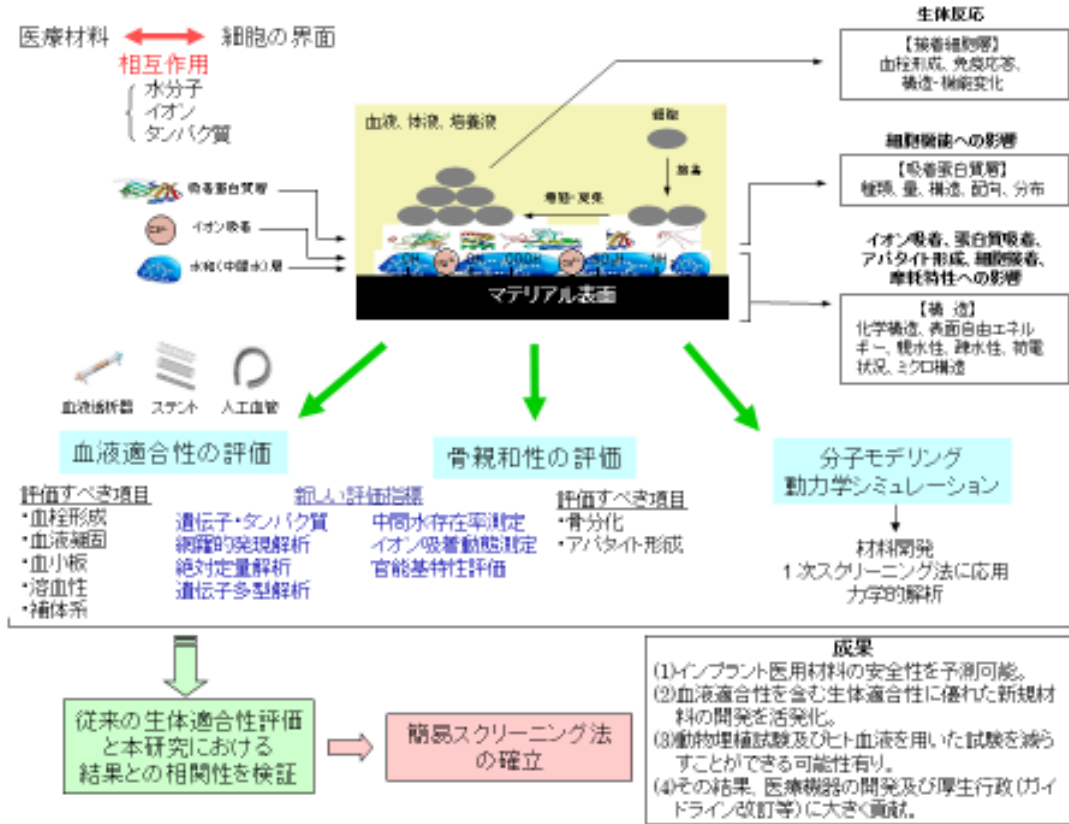 医療材料 細胞の界面
相互作用
水分子
イオン
タンパク質
生体反応
【接着細胞層】
血栓形成、免疫応答、
構造・機能変化
血液、体液、培養液
細胞
接着
増殖・凝集
細胞機能への影響
【吸着蛋白質層】
種類、量、構造、配向、分布
吸着蛋白質層
イオン吸着
水和(中間水)層
マテリアル表面
イオン吸着、蛋白質吸着、
アパタイト形成、細胞接着、
摩耗特性への影響
【構 造】
化学構造、表面自由エネル
ギー、親水性、疎水性、荷電
状況、ミクロ構造
血液透析器 ステント 人工血管
血液適合性の評価
骨親和性の評価
分子モデリング
動力学シミュレーション
評価すべき項目
・血栓形成
・血液凝固
・血小板
・溶血性
・補体系
新しい評価指標
遺伝子・タンパク質
網羅的発現解析
絶対定量解析
遺伝子多型解析
中間水存在率測定
イオン吸着動態測定
官能基特性評価
評価すべき項目
・骨分化
・アパタイト形成
材料開発
1次スクリーニング法に応用
力学的解析
従来の生体適合性評価
と本研究における
結果との相関性を検証
簡易スクリーニング法
の確立
成果
(1)インプラント医用材料の安全性を予測可能。
(2)血液適合性を含む生体適合性に優れた新規材
料の開発を活発化。
(3)動物埋植試験及びヒト血液を用いた試験を減ら
すことができる可能性有り。
(4)その結果、医療機器の開発及び厚生行政(ガイ
ドライン改訂等)に大きく貢献。